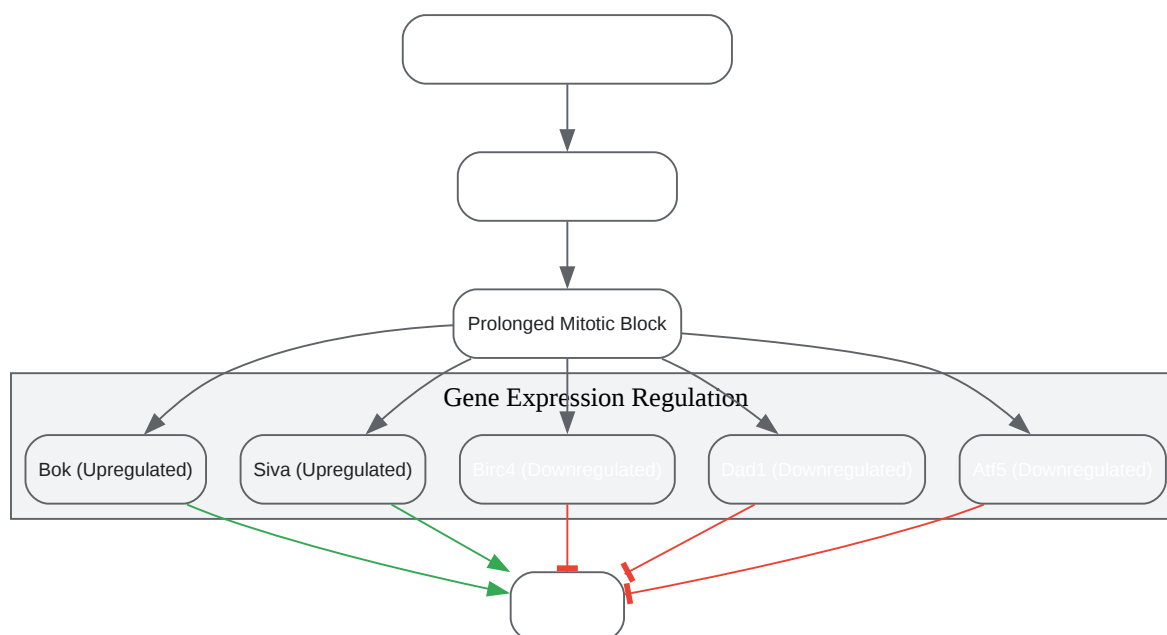 Prolonged Mitotic Block
Gene Expression Regulation
Bok (Upregulated)
Siva (Upregulated)
Birc4 (Downregulated)
Dad1 (Downregulated)
Atf5 (Downregulated)